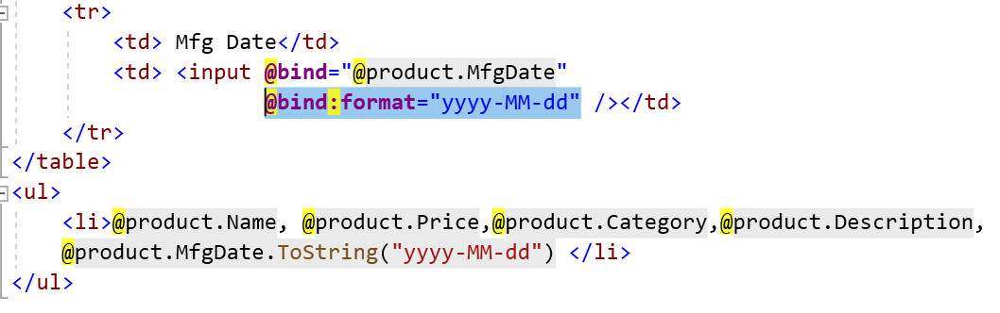 <tr>
<td> Mfg Date</td>
<td> <input @bind="@product.MfgDate"
@bind:format="yyyy-MM-dd" /></td>
</tr>
</table>
<ul>
<li>@product.Name, @product.Price,@product.Category,@product.Description,
@product.MfgDate.ToString("yyyy-MM-dd") </li>
</ul>